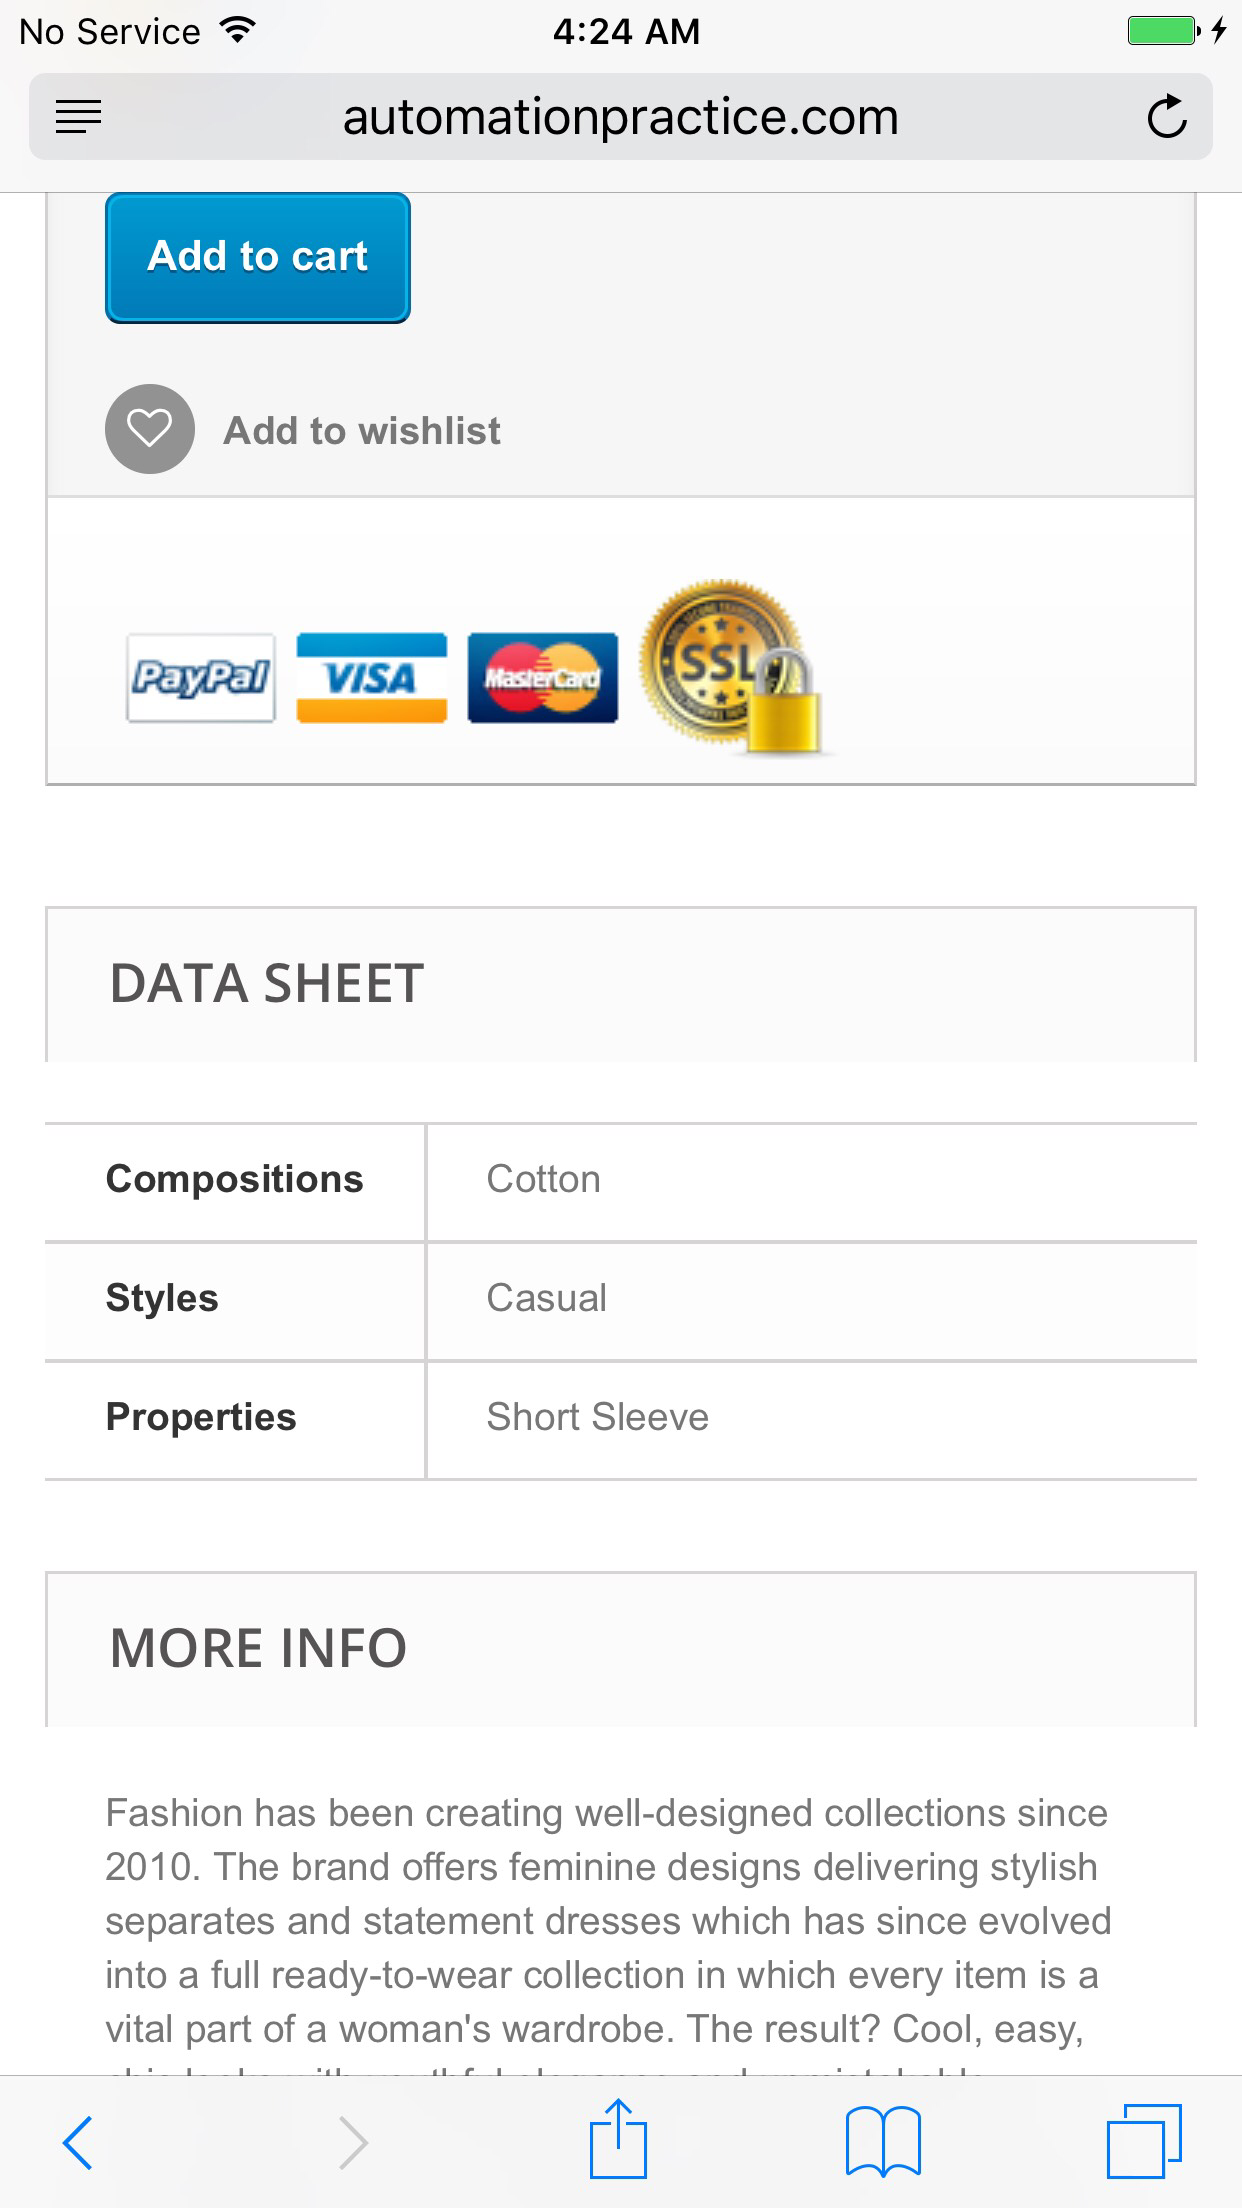 No Service 4:24 AM
automationpractice.com
Add to cart
Add to wishlist
PayPal VISA MasterCard SSL
DATA SHEET
Compositions Cotton
Styles Casual
Properties Short Sleeve
MORE INFO
Fashion has been creating well-designed collections since
2010. The brand offers feminine designs delivering stylish
separates and statement dresses which has since evolved
into a full ready-to-wear collection in which every item is a
vital part of a woman's wardrobe. The result? Cool, easy,